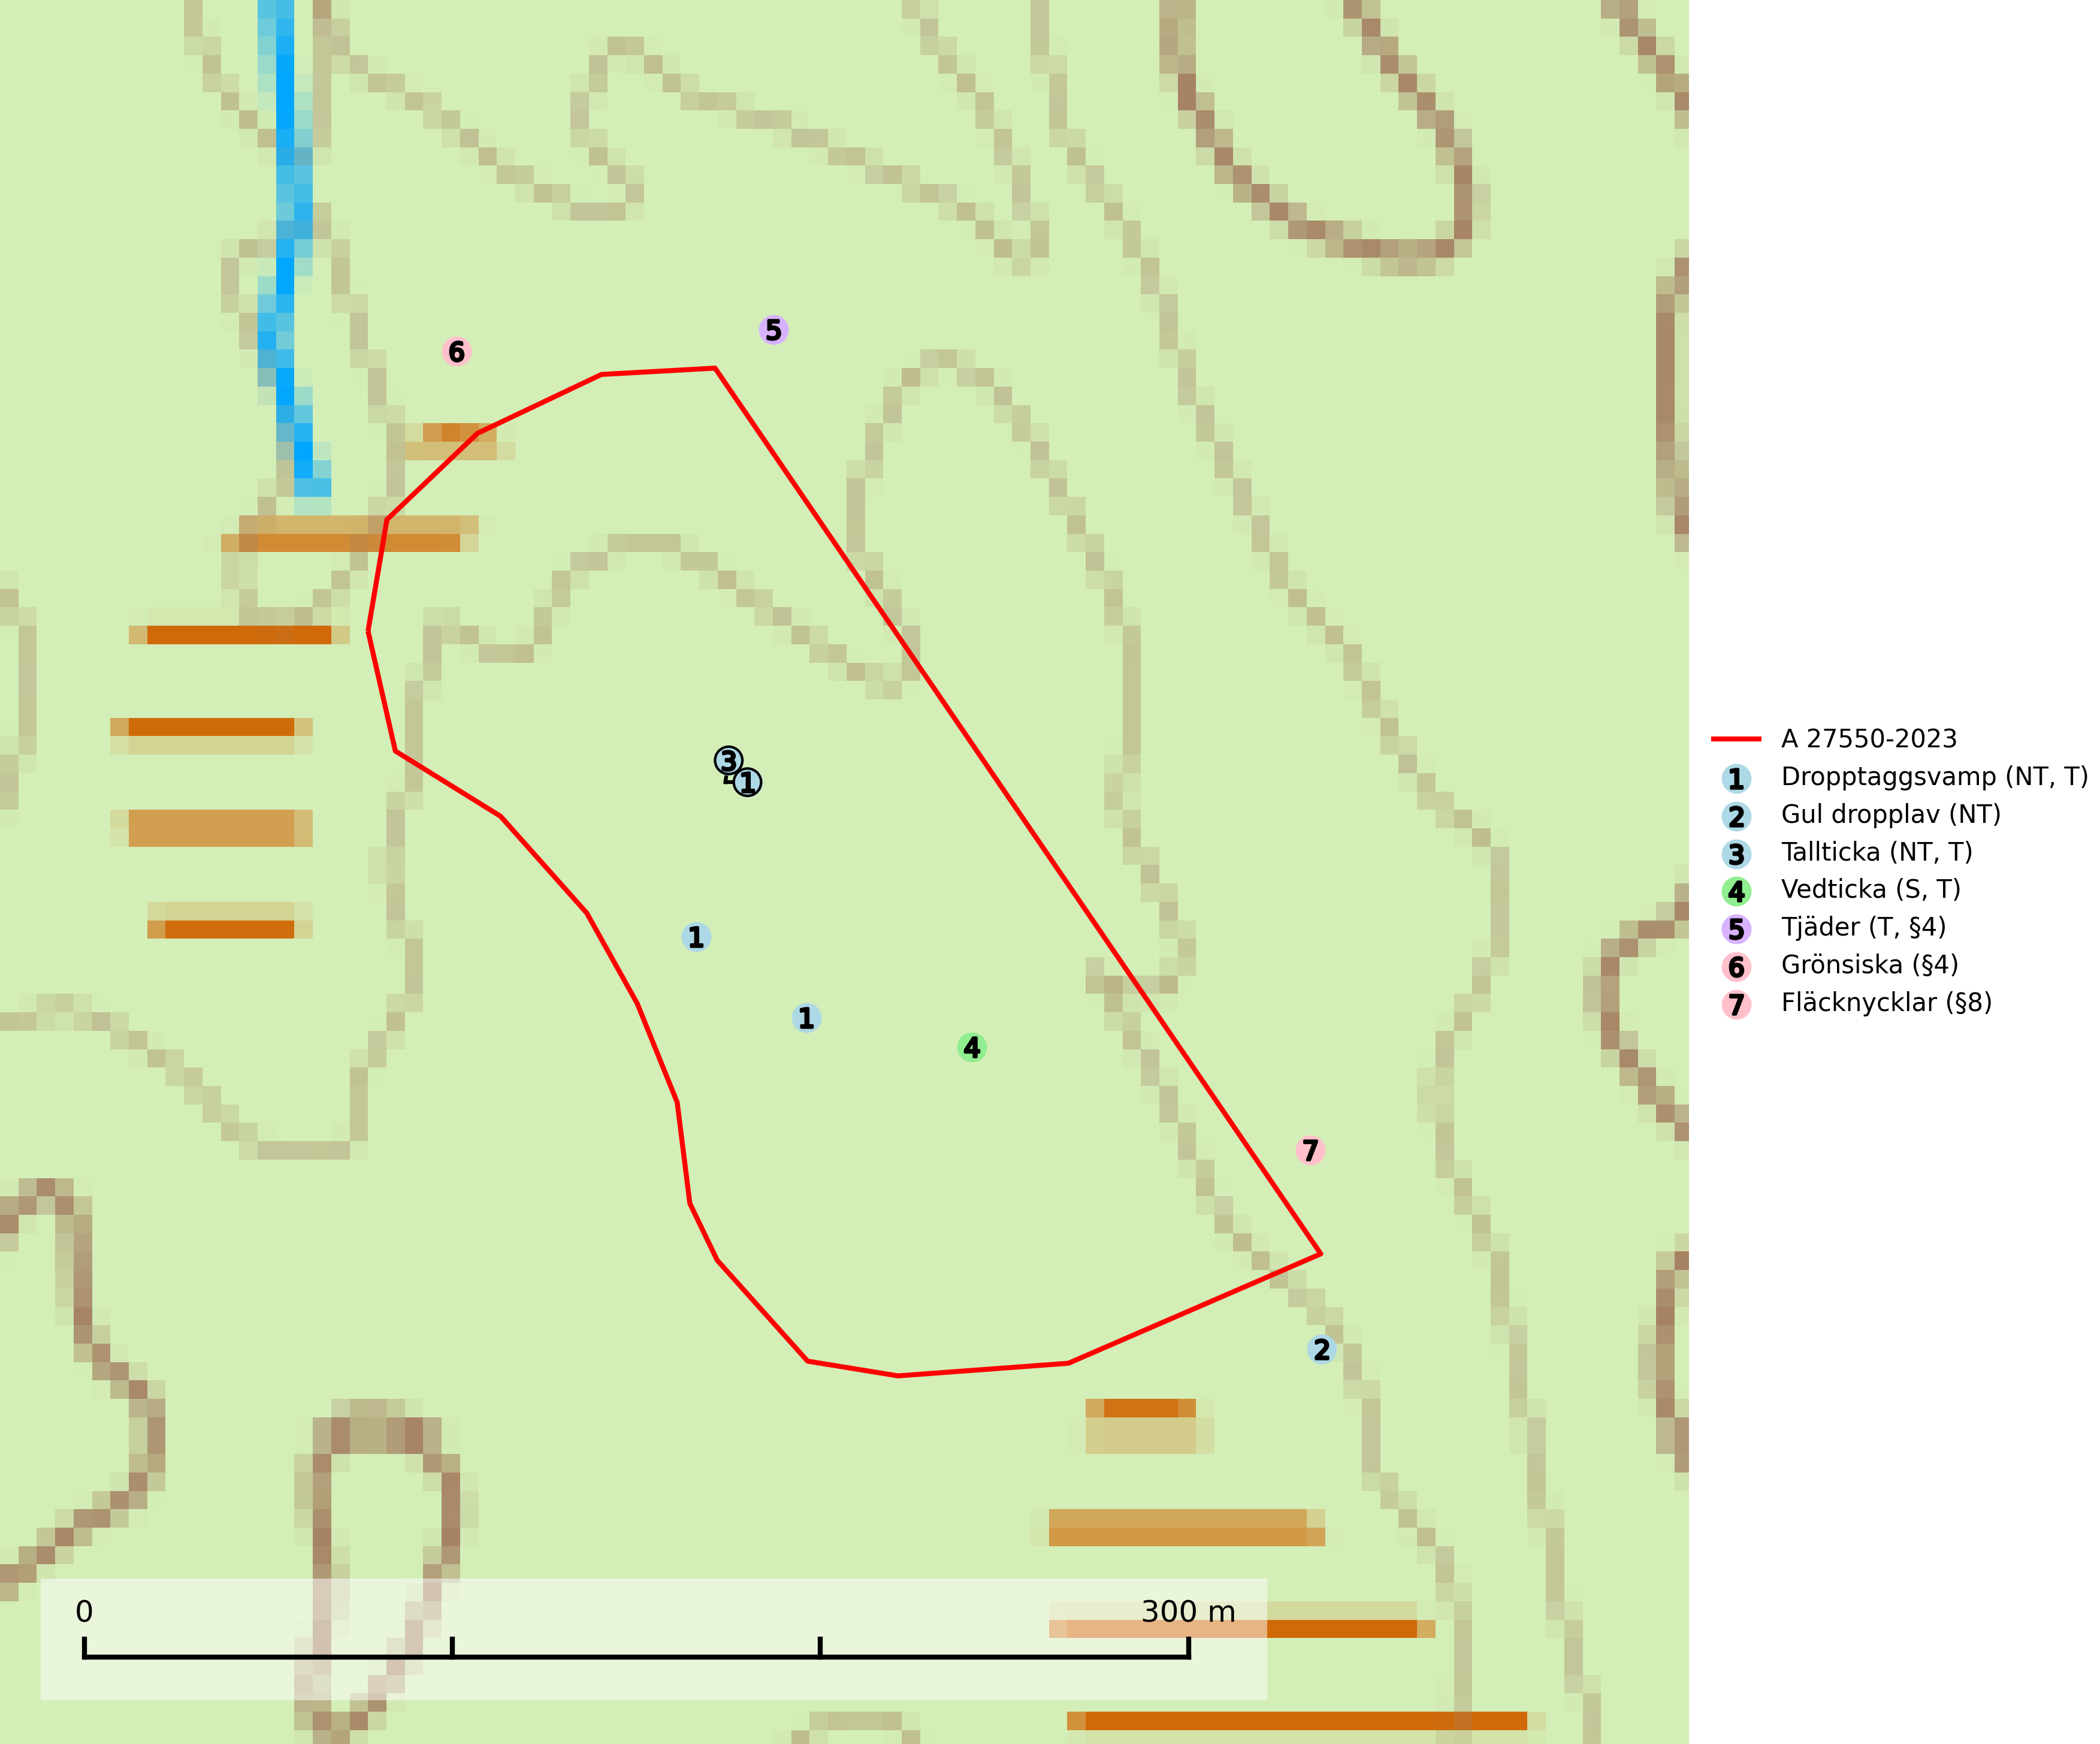 5
6
3
1
1
1
4
7
2
0
300 m
A 27550-2023
1 Dropptaggsvamp (NT, T)
2 Gul dropplav (NT)
3 Tallticka (NT, T)
4 Vedticka (S, T)
5 Tjäder (T, §4)
6 Grönsiska (§4)
7 Fläcknycklar (§8)